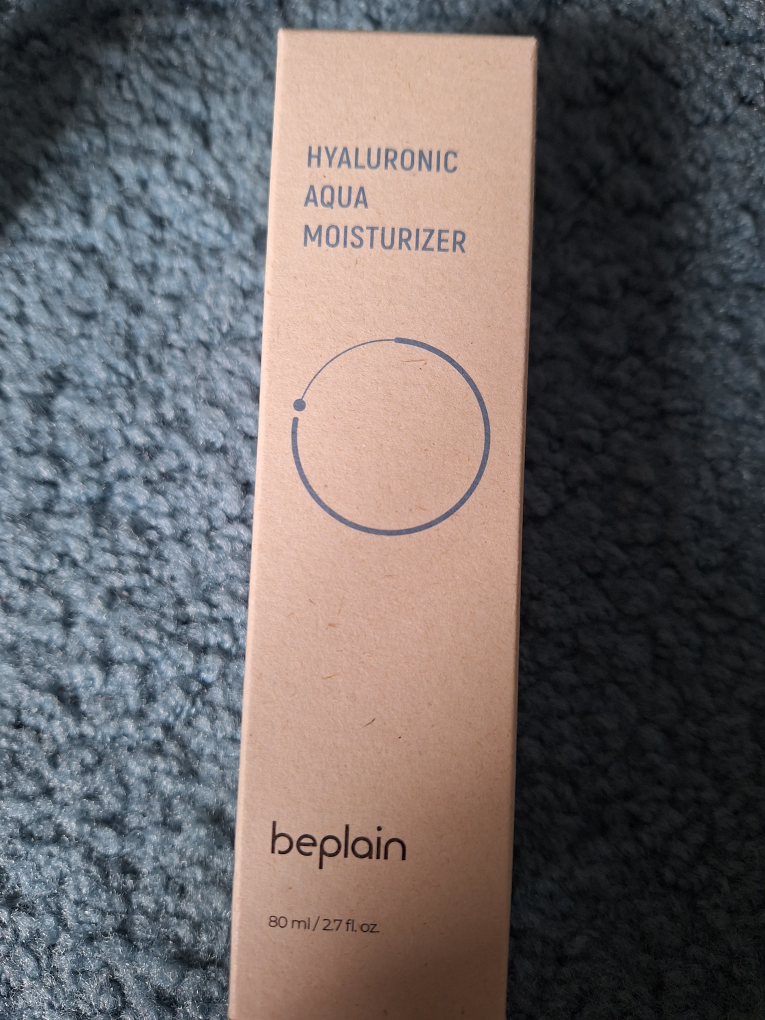 HYALURONIC
AQUA
MOISTURIZER
beplain
80 ml / 2.7 fl. oz.